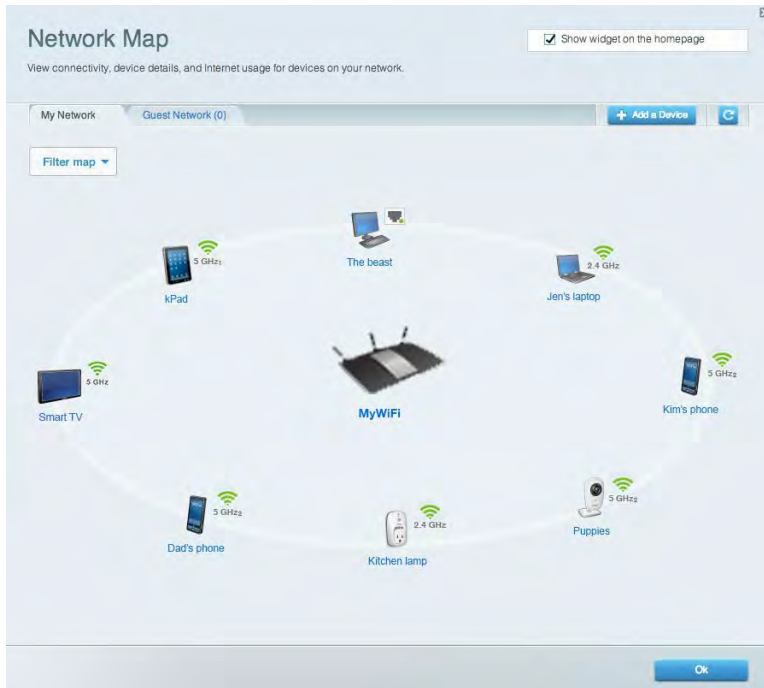 Network Map
Show widget on the homepage
View connectivity, device details, and Internet usage for devices on your network.
My Network
Guest Network (0)
+ Add a Device
Filter map
5 GHz
The beast
2.4 GHz
kPad
Jen's laptop
5 GHz
5 GHz2
Smart TV
MyWiFi
Kim's phone
5 GHz2
2.4 GHz
5 GHz2
Dad's phone
Kitchen lamp
Puppies
Ok